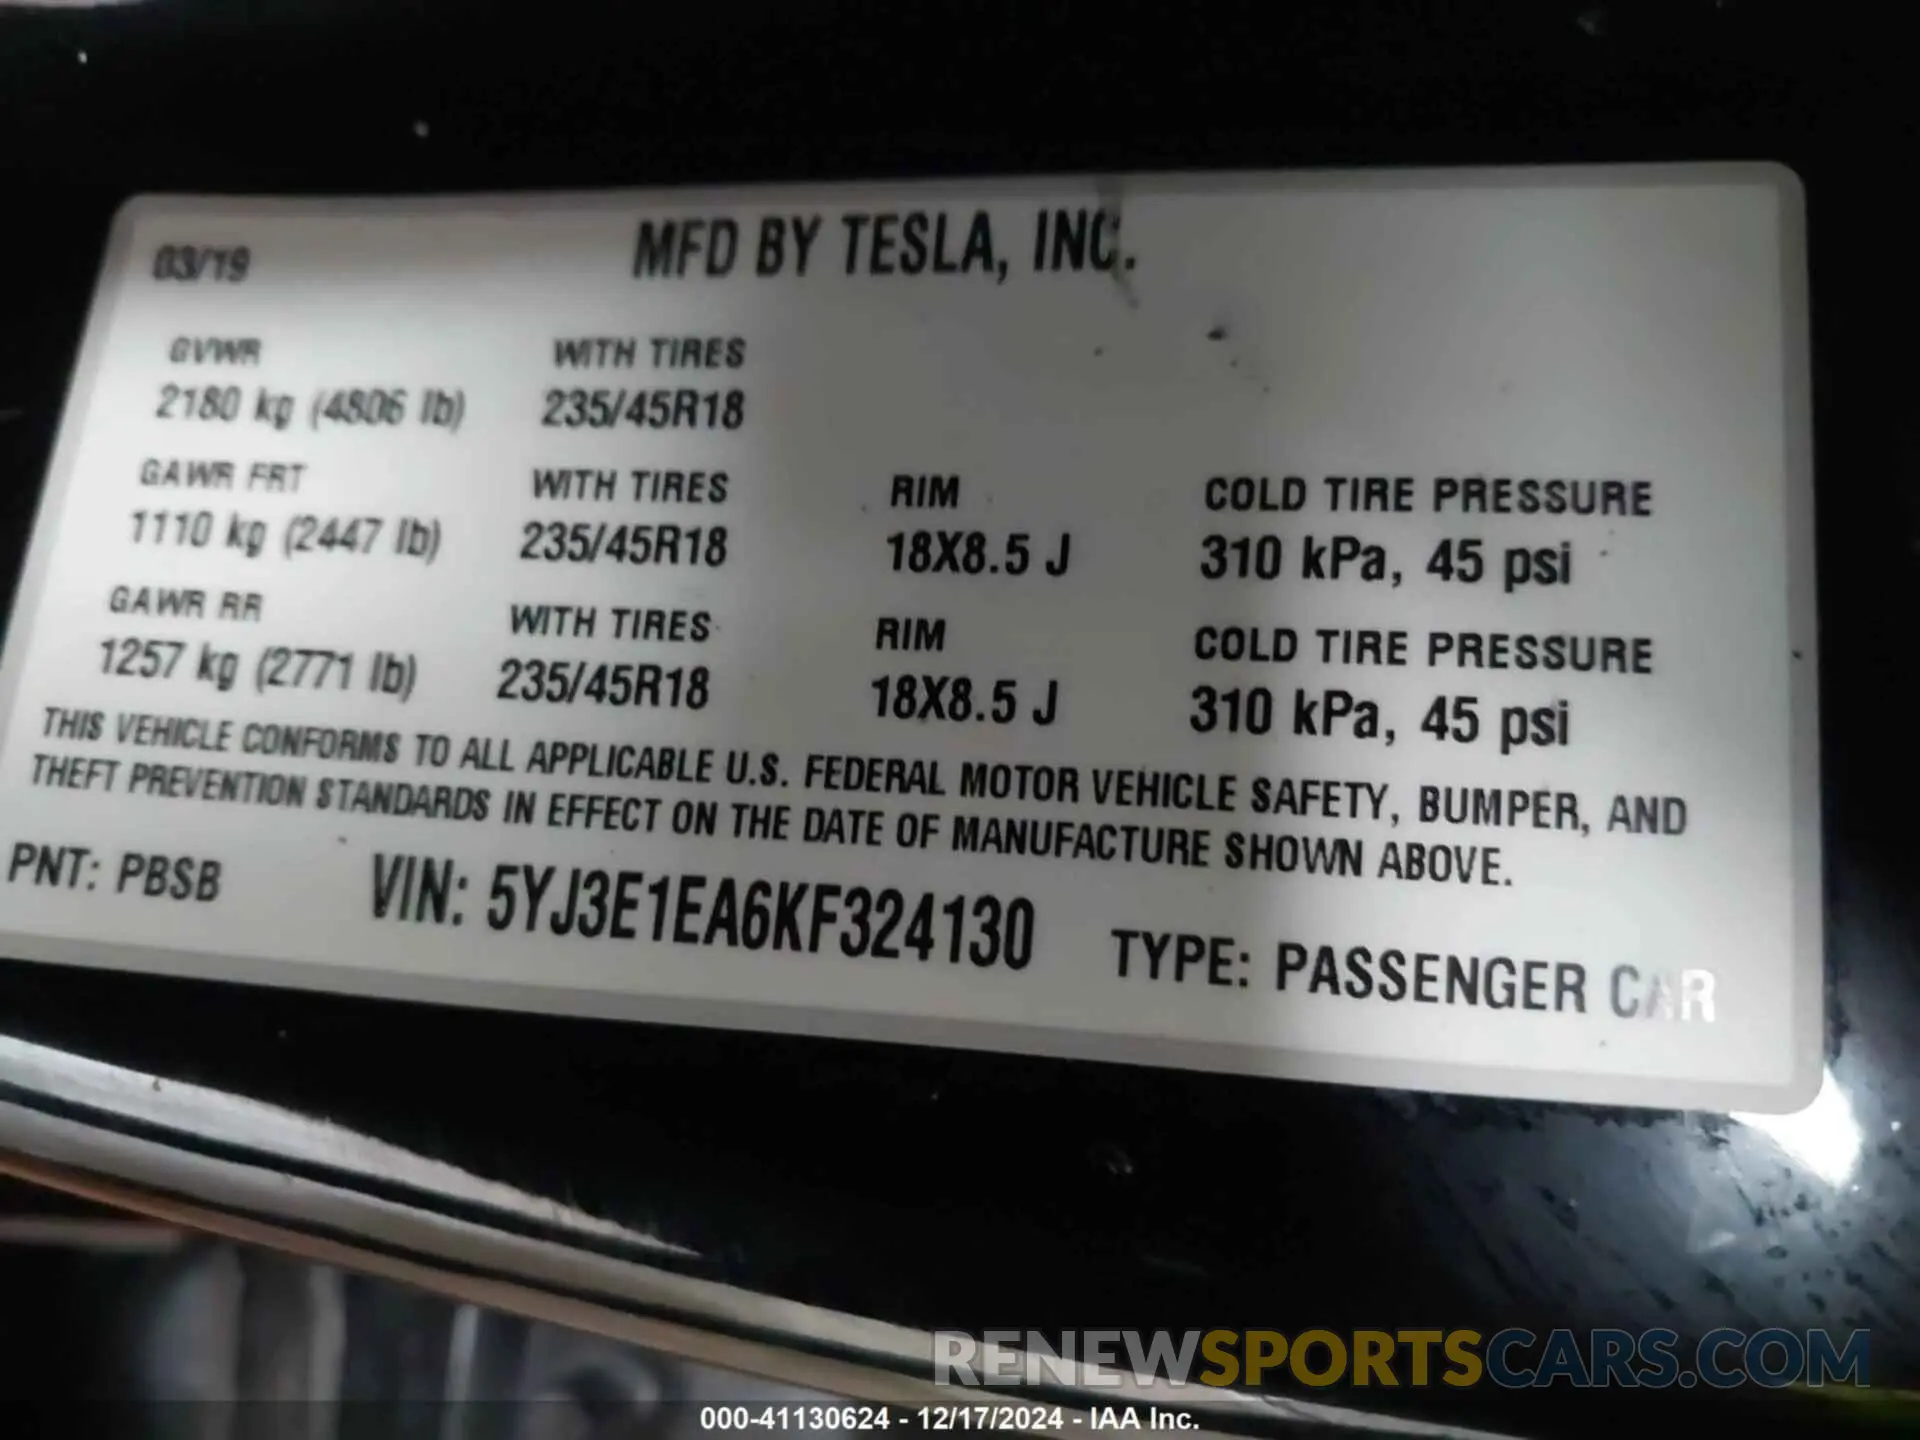 03/19 MFD BY TESLA, INC.
GVWR WITH TIRES
2180 kg (4806 lb) 235/45R18
GAWR FRT WITH TIRES RIM COLD TIRE PRESSURE
1110 kg (2447 lb) 235/45R18 18X8.5 J 310 kPa, 45 psi
GAWR RR WITH TIRES RIM COLD TIRE PRESSURE
1257 kg (2771 lb) 235/45R18 18X8.5 J 310 kPa, 45 psi
THIS VEHICLE CONFORMS TO ALL APPLICABLE U.S. FEDERAL MOTOR VEHICLE SAFETY, BUMPER, AND
THEFT PREVENTION STANDARDS IN EFFECT ON THE DATE OF MANUFACTURE SHOWN ABOVE.
PNT: PBSB VIN: 5YJ3E1EA6KF324130 TYPE: PASSENGER CAR
RENEWSPORTSCARS.COM
000-41130624 - 12/17/2024 - IAA Inc.